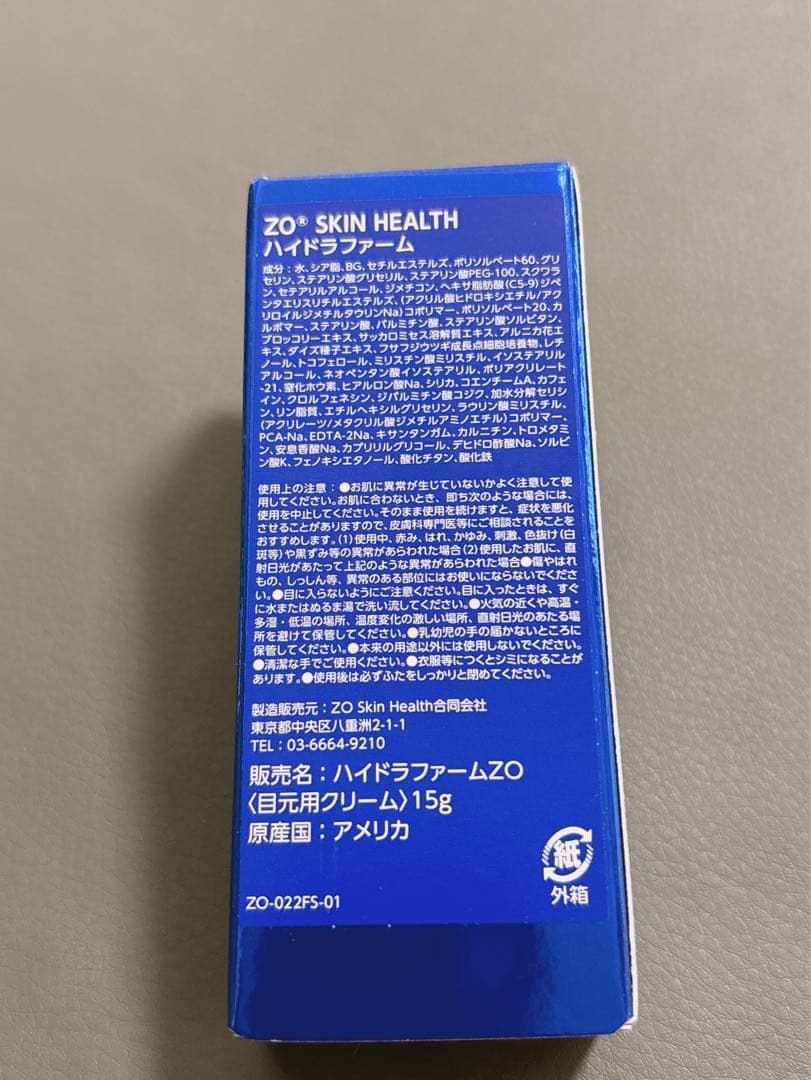 ZO® SKIN HEALTH
ハイドラファーム
成分：水、シア脂、BG、セチルエステルズ、ポリソルベート60、グリ
セリン、ステアリン酸グリセリル、ステアリン酸PEG-100、スクワラ
ン、セテアリルアルコール、ジメチコン、ヘキサ脂肪酸(C5-9)ジペ
ンタエリスリチルエステルズ、(アクリル酸ヒドロキシエチル/アク
リロイルジメチルタウリンNa)コポリマー、ポリソルベート20、カ
ルボマー、ステアリン酸、パルミチン酸、ステアリン酸ソルビタン、
ブロッコリーエキス、サッカロミセス溶解質エキス、アルニカ花エ
キス、ダイズ種子エキス、フサフジウツギ成長点細胞培養物、レチ
ノール、トコフェロール、ミリスチン酸ミリスチル、イソステアリル
アルコール、ネオペンタン酸イソステアリル、ポリアクリレート
-21、窒化ホウ素、ヒアルロン酸Na、シリカ、コエンチームA、カフェ
イン、クロルフェネシン、ジパルミチン酸コジク、加水分解セリシ
ン、リン脂質、エチルヘキシルグリセリン、ラウリン酸ミリスチル、
(アクリレーツ/メタクリル酸ジメチルアミノエチル)コポリマー、
PCA-Na、EDTA-2Na、キサンタンガム、カルニチン、トロメタミ
ン、安息香酸Na、カプリリルグリコール、デヒドロ酢酸Na、ソルビ
ン酸K、フェノキシエタノール、酸化チタン、酸化鉄
使用上の注意：●お肌に異常が生じていないかよく注意して使
用してください。お肌に合わないとき、即ち次のような場合には、
使用を中止してください。そのまま使用を続けますと、症状を悪化
させることがありますので、皮膚科専門医等にご相談されることを
おすすめします。(1)使用中、赤み、はれ、かゆみ、刺激、色抜け(白
斑等)や黒ずみ等の異常があらわれた場合(2)使用したお肌に、直
射日光があたって上記のような異常があらわれた場合●傷やはれ
もの、しっしん等、異常のある部位にはお使いにならないでくださ
い。●目に入らないようにご注意ください。目に入ったときは、すぐ
に水またはぬるま湯で洗い流してください。●火気の近くや高温・
多湿・低温の場所、温度変化の激しい場所、直射日光のあたる場
所を避けて保管してください。●乳幼児の手の届かないところに
保管してください。●本来の用途以外には使用しないでください。
●清潔な手でご使用ください。●衣服等につくとシミになることが
あります。●使用後は必ずふたをしっかりと閉めてください。
製造販売元：ZO Skin Health合同会社
東京都中央区八重洲2-1-1
TEL：03-6664-9210
販売名：ハイドラファームZO
〈目元用クリーム〉15g
原産国：アメリカ
紙
外箱
ZO-022FS-01